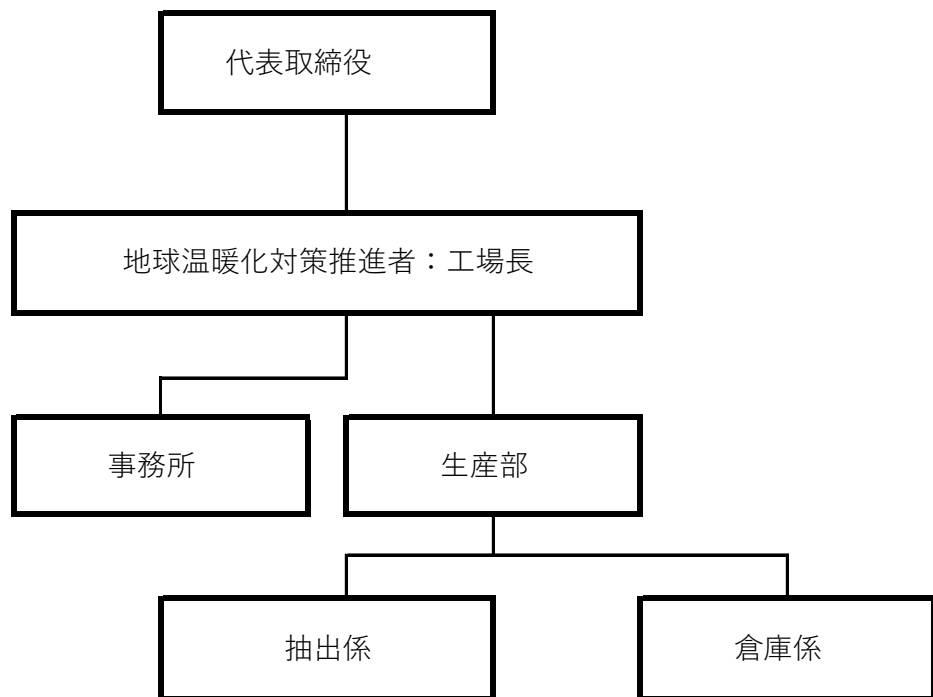 代表取締役
地球温暖化対策推進者：工場長
事務所
生産部
抽出係
倉庫係